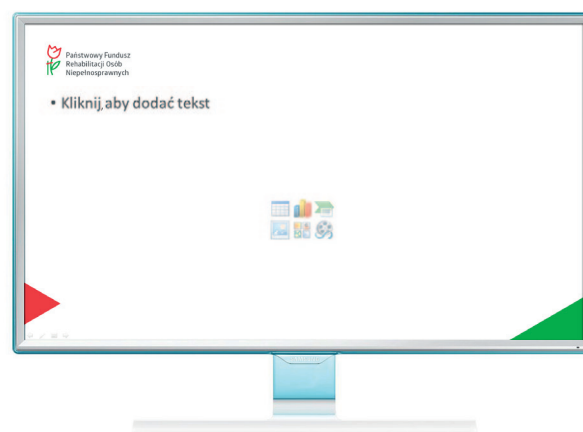 Państwowy Fundusz
Rehabilitacji Osób
Niepełnosprawnych
• Kliknij, aby dodać tekst